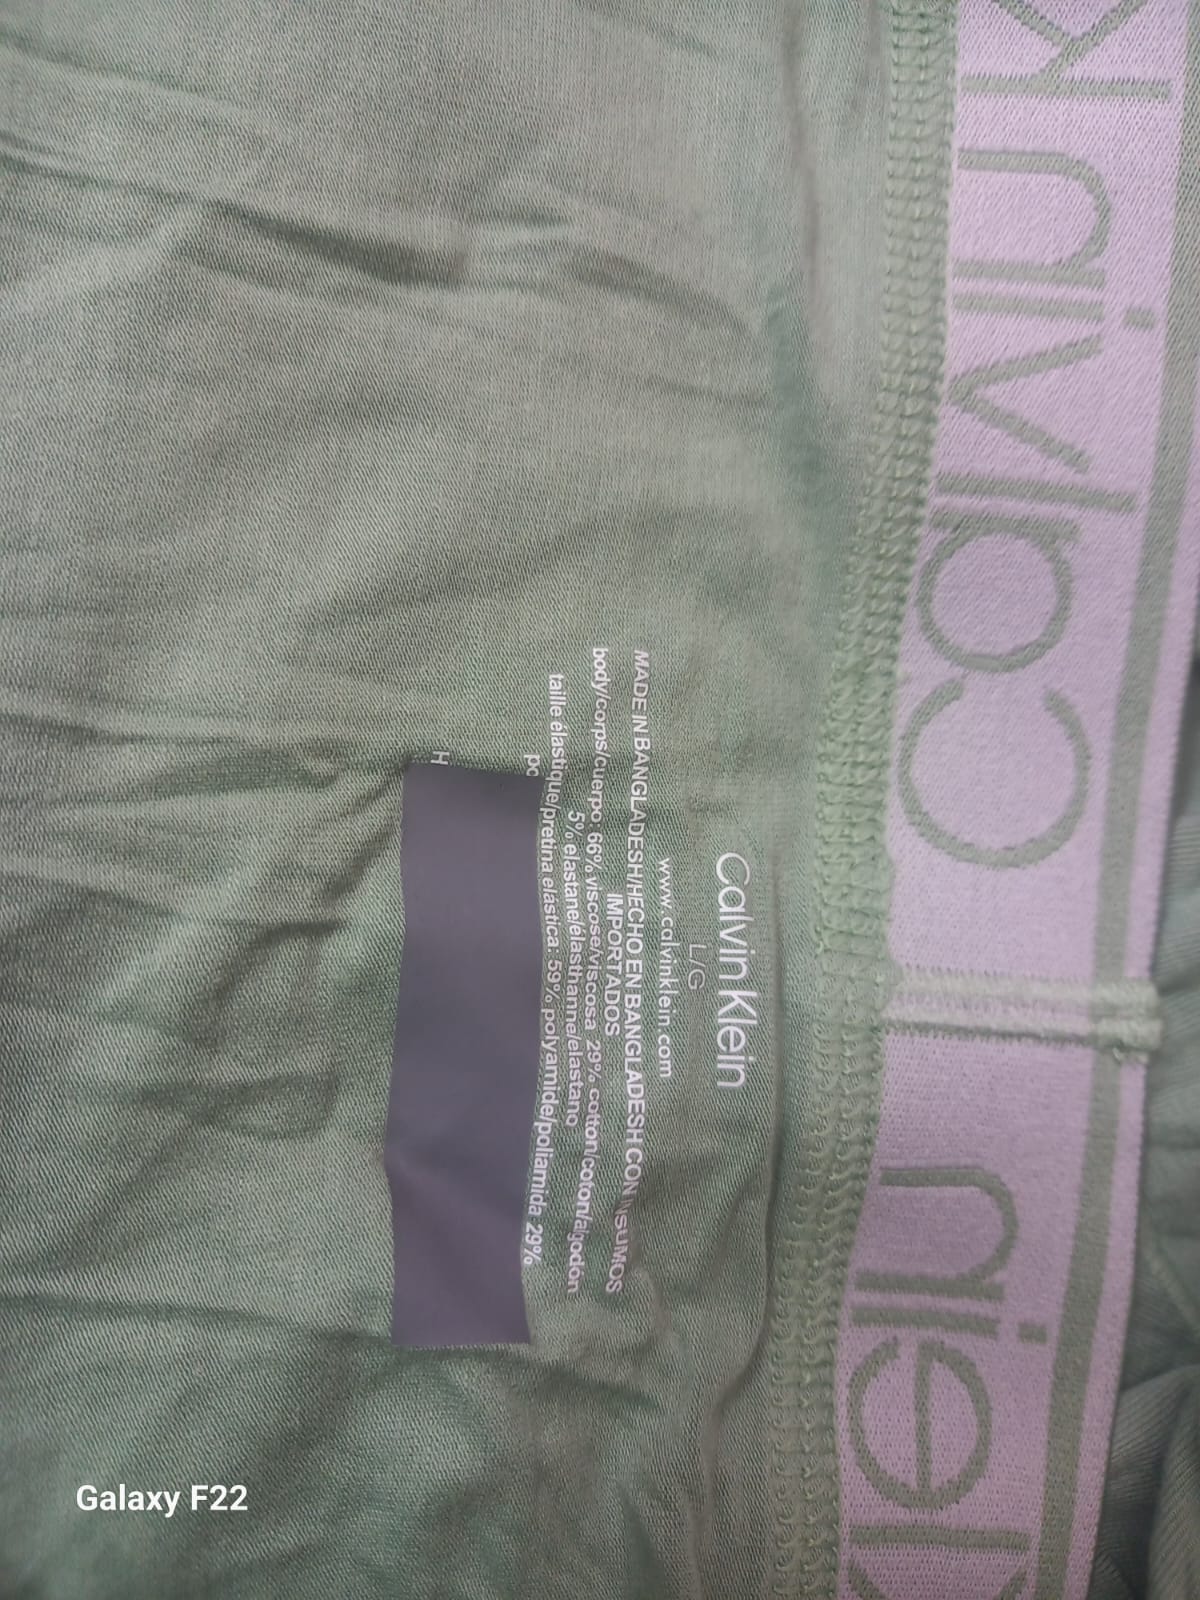 Calvin Klein
Calvin K
Calvin Klein
L/G
www.calvinklein.com
MADE IN BANGLADESH/HECHO EN BANGLADESH CON INSUMOS
IMPORTADOS
body/corps/cuerpo: 66% viscose/viscosa 29% cotton/coton/algodón
5% elastane/élasthanne/elastano
taille élastique/pretina elástica: 59% polyamide/poliamida 29%
po
H
Galaxy F22